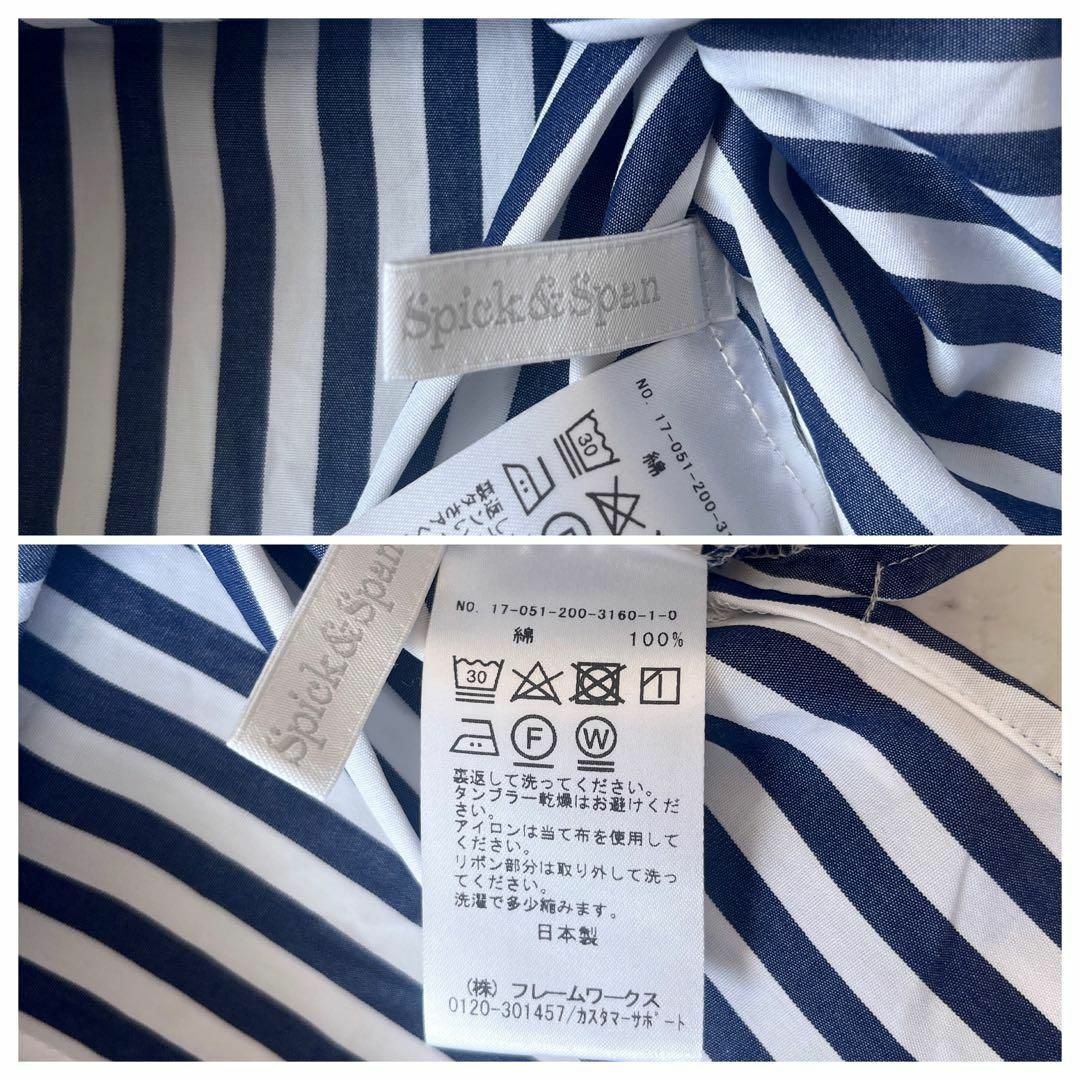 Spick&Span
NO. 17-051-200-3
綿
30
Spick&Span
NO. 17-051-200-3160-1-0
綿 100%
30
F W
裏返して洗ってください。
タンブラー乾燥はお避けくだ
さい。
アイロンは当て布を使用して
ください。
リボン部分は取り外して洗っ
てください。
洗濯で多少縮みます。
日本製
(株) フレームワークス
0120-301457/カスタマーサポート